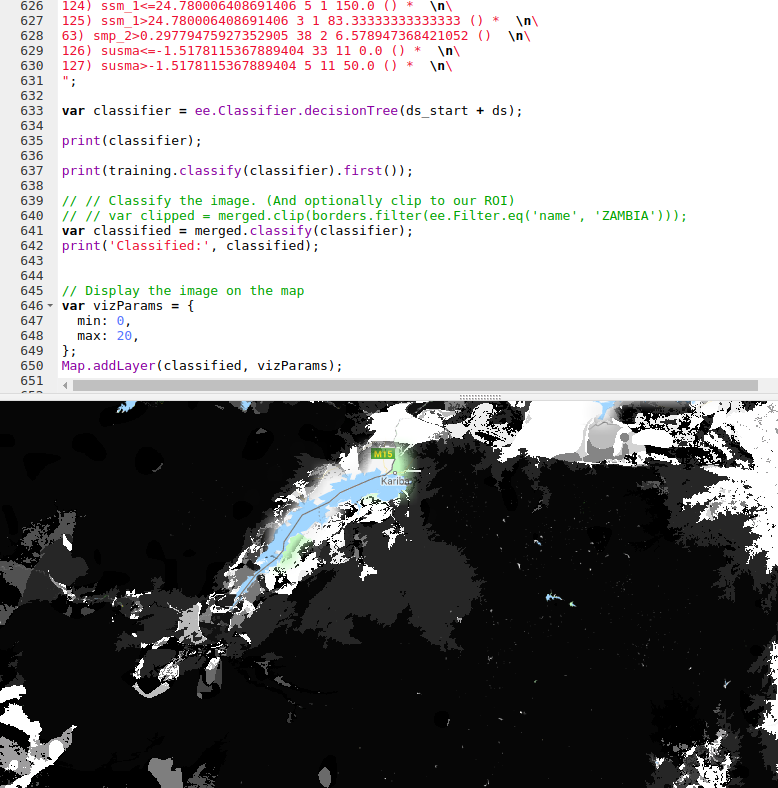 626 124) ssm_1<=24.780006408691406 5 1 150.0 () *  \n\
627 125) ssm_1>24.780006408691406 3 1 83.33333333333333 () *  \n\
628 63) smp_2>0.29779475927352905 38 2 6.578947368421052 ()  \n\
629 126) susma<=-1.5178115367889404 33 11 0.0 () *  \n\
630 127) susma>-1.5178115367889404 5 11 50.0 () *  \n\
631 ";
632
633 var classifier = ee.Classifier.decisionTree(ds_start + ds);
634
635 print(classifier);
636
637 print(training.classify(classifier).first());
638
639 // // Classify the image. (And optionally clip to our ROI)
640 // // var clipped = merged.clip(borders.filter(ee.Filter.eq('name', 'ZAMBIA')));
641 var classified = merged.classify(classifier);
642 print('Classified:', classified);
643
644
645 // Display the image on the map
646 var vizParams = {
647   min: 0,
648   max: 20,
649 };
650 Map.addLayer(classified, vizParams);
651
M15
Kariba